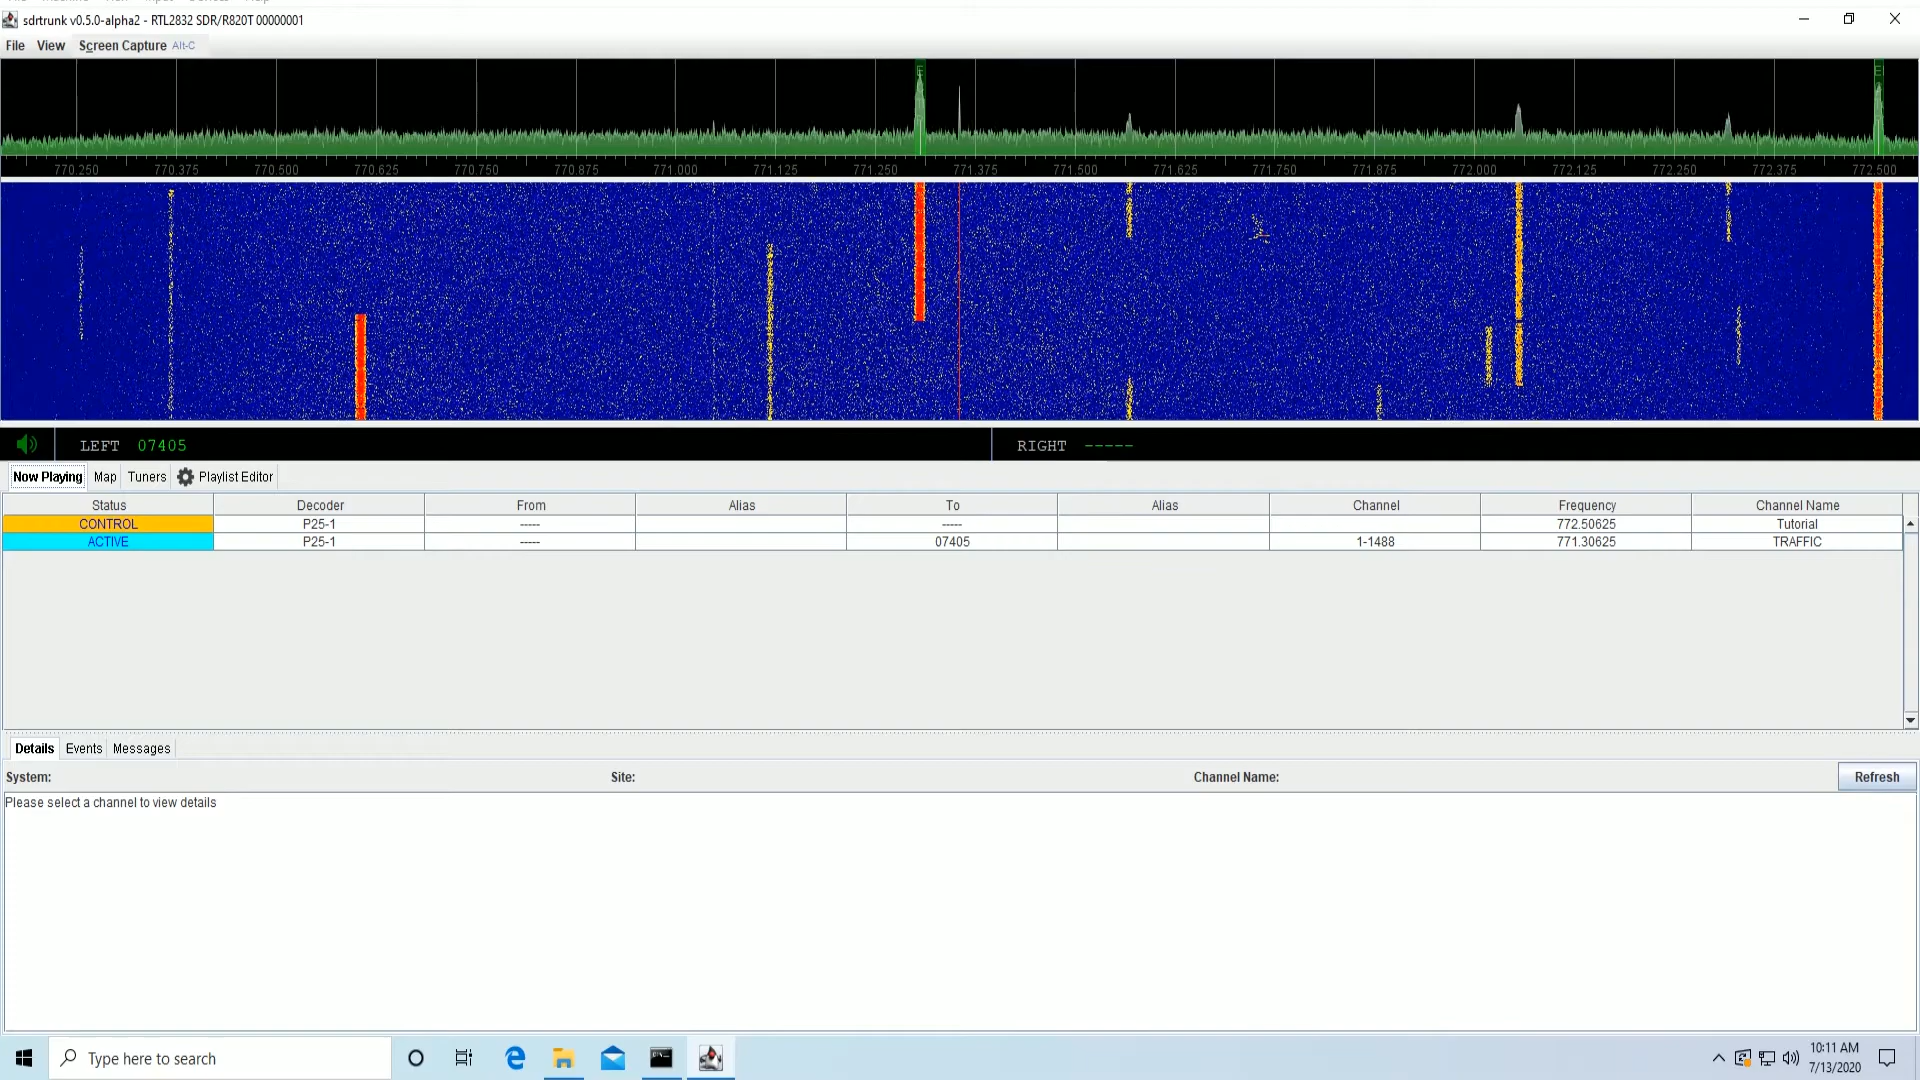 sdrtrunk v0.5.0-alpha2 - RTL2832 SDR/R820T 00000001
File View Screen Capture Alt-C
E E
770.250 770.375 770.500 770.625 770.750 770.875 771.000 771.125 771.250 771.375 771.500 771.625 771.750 771.875 772.000 772.125 772.250 772.375 772.500
LEFT 07405 RIGHT -----
Now Playing Map Tuners Playlist Editor
Status Decoder From Alias To Alias Channel Frequency Channel Name
CONTROL P25-1 ----- ----- 772.50625 Tutorial
ACTIVE P25-1 ----- 07405 1-1488 771.30625 TRAFFIC
Details Events Messages
System: Site: Channel Name: Refresh
Please select a channel to view details
Type here to search
10:11 AM
7/13/2020